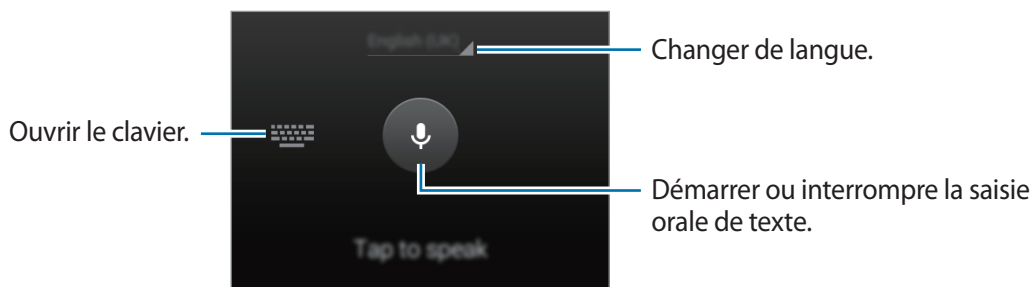 English (UK)
Changer de langue.
Ouvrir le clavier.
Démarrer ou interrompre la saisie
orale de texte.
Tap to speak